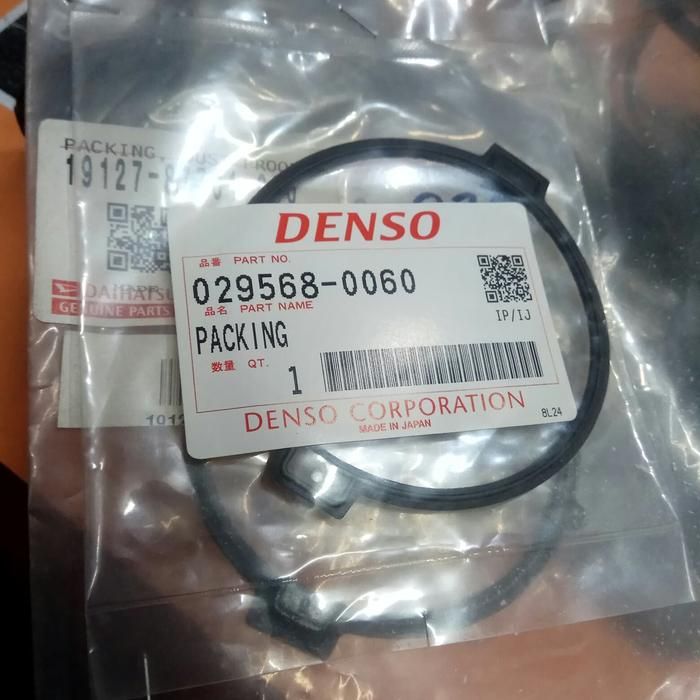 PACKING,
DENSO
品番 PART NO.
029568-0060
品名 PART NAME
IP/IJ
PACKING
数量 QT.
1
DENSO CORPORATION
MADE IN JAPAN
8L24
DAIHATSU
GENUINE PARTS